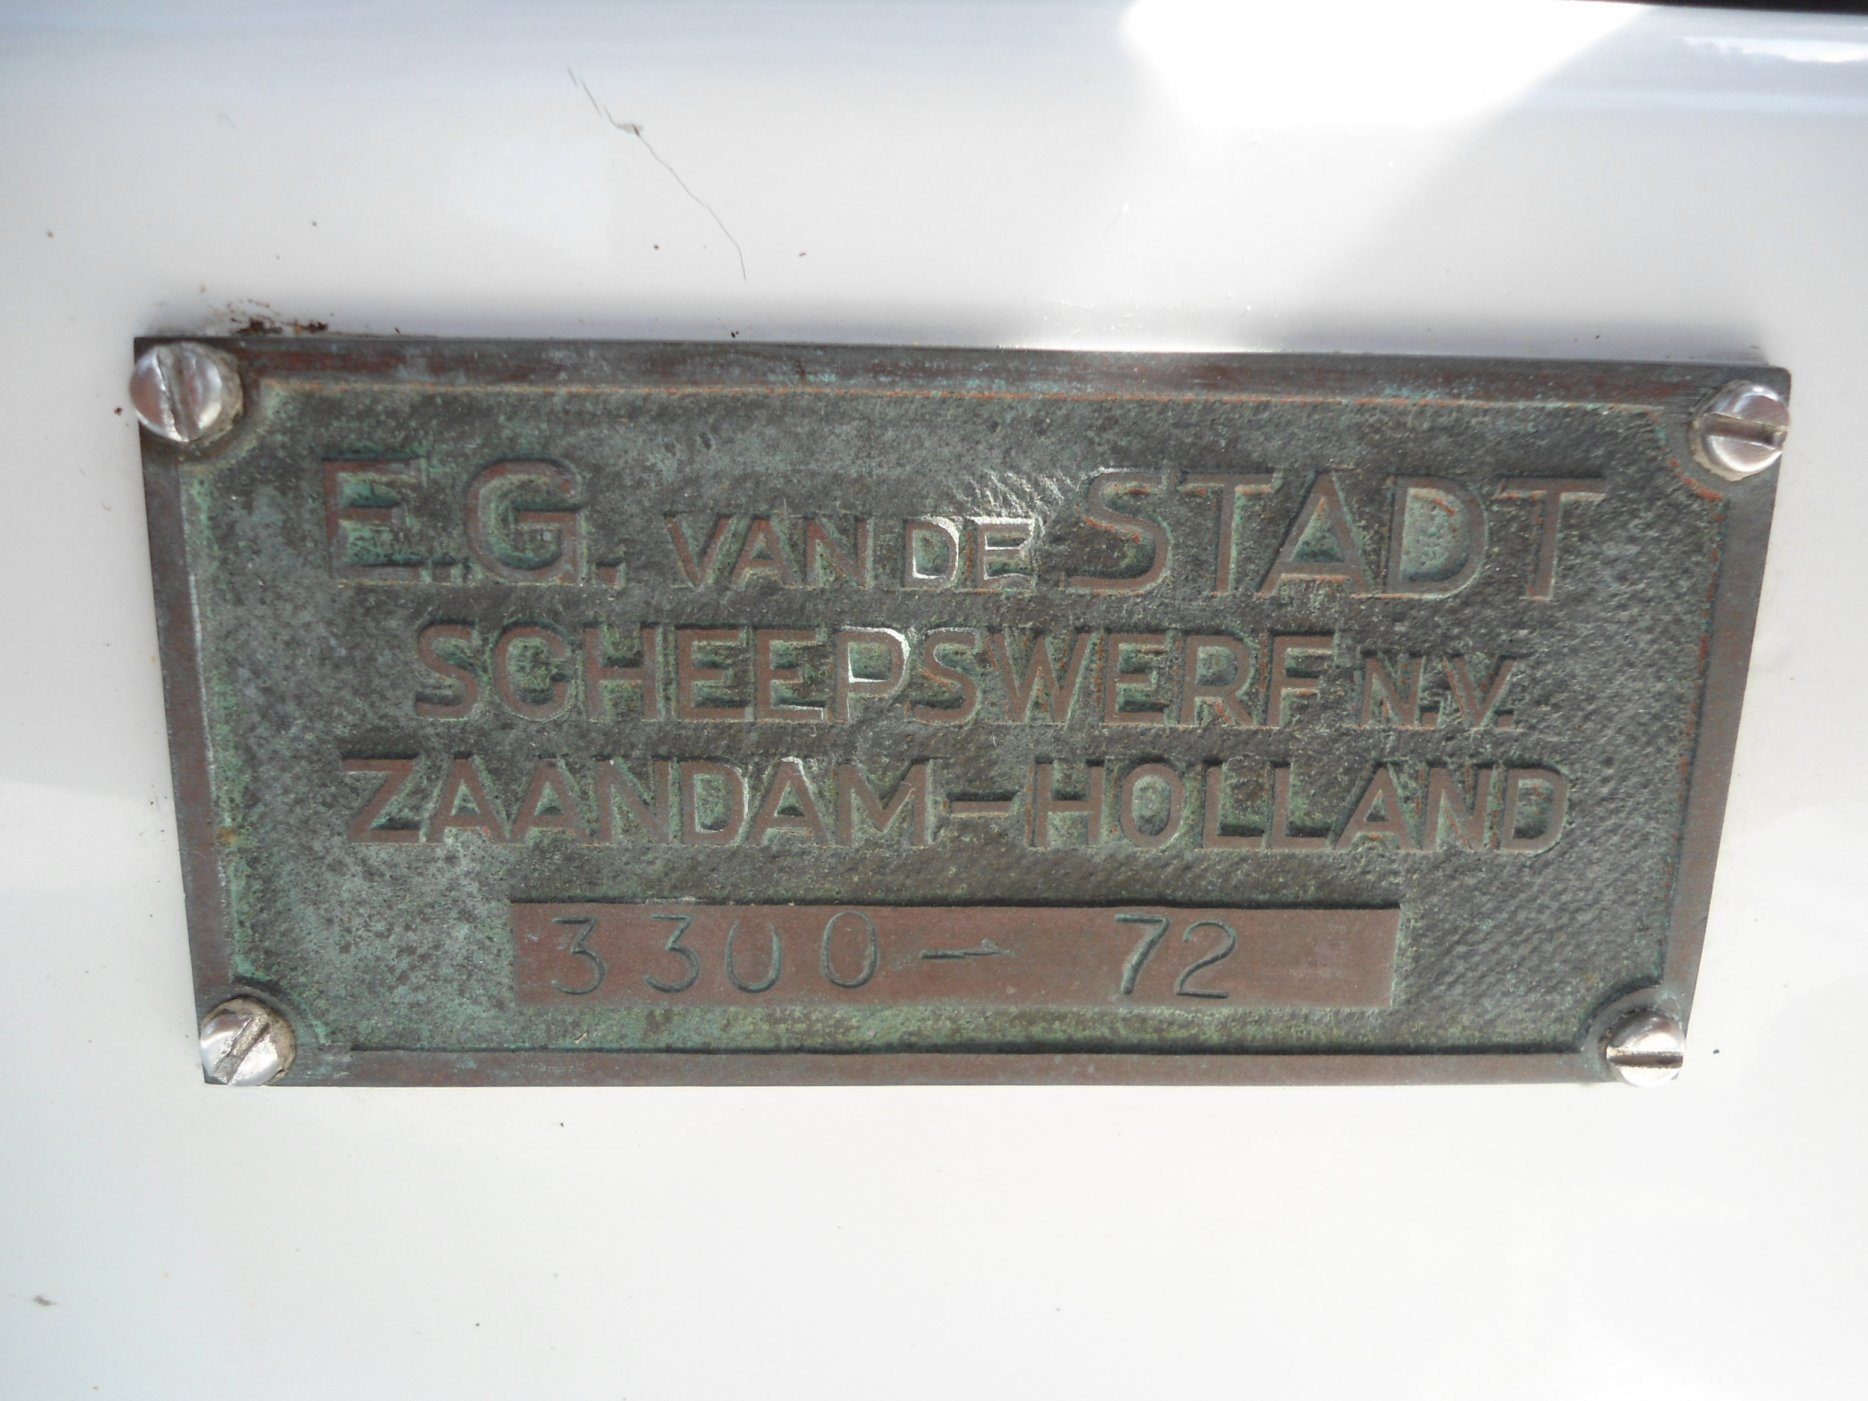 E.G. VAN DE STADT
SCHEEPSWERF N.V.
ZAANDAM-HOLLAND
3300- 72